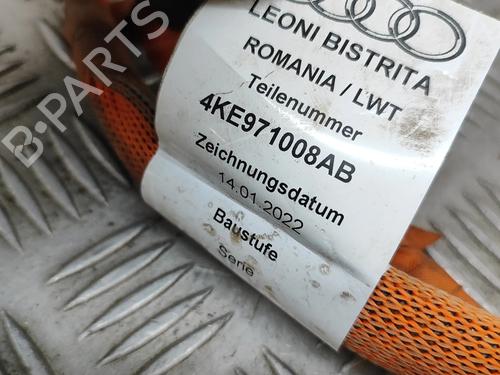 LEONI BISTRITA
ROMANIA / LWT
Teilenummer
4KE971008AB
Zeichnungsdatum
14.01.2022
Baustufe
Serie
B-PARTS